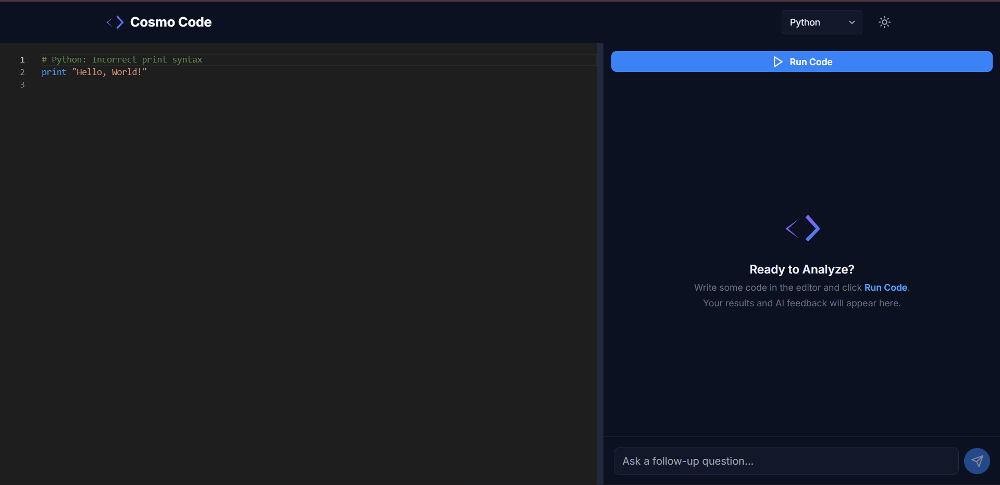 Cosmo Code
Python
1 # Python: Incorrect print syntax
2 print "Hello, World!"
3
Run Code
Ready to Analyze?
Write some code in the editor and click Run Code.
Your results and AI feedback will appear here.
Ask a follow-up question...